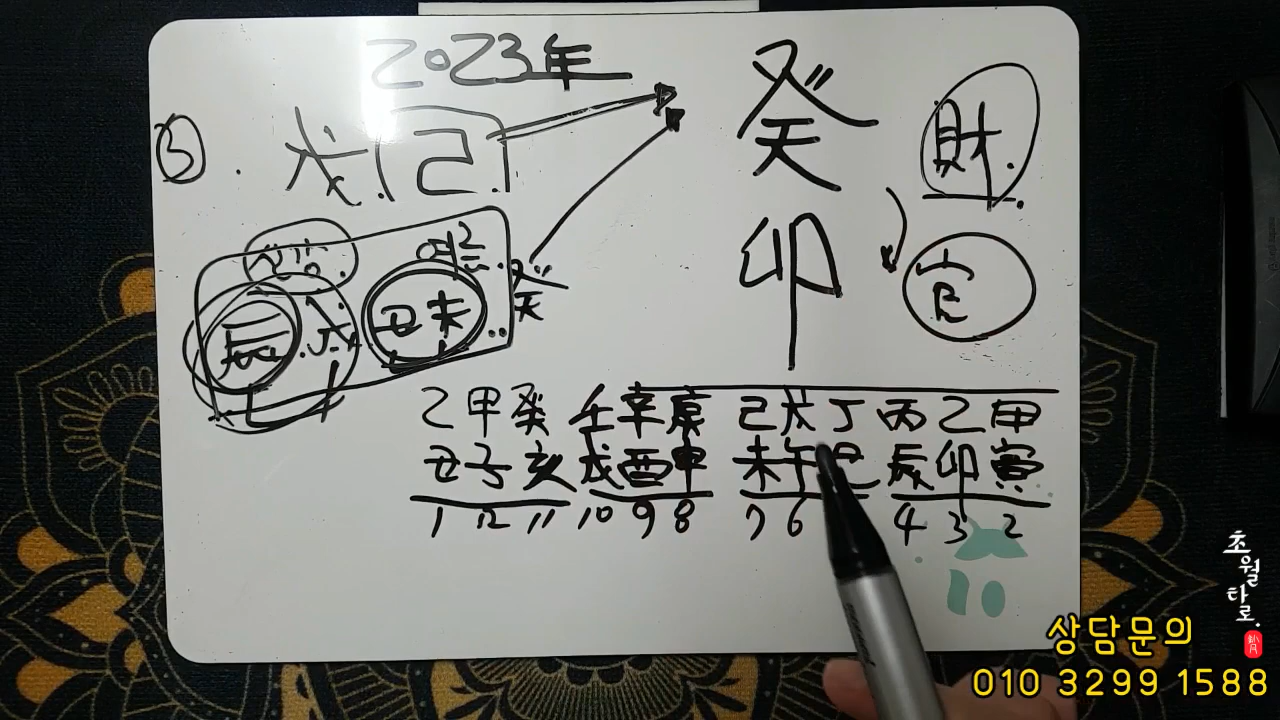 2023年
癸
卯
財
官
③. 戊 己
辰.戌 丑未
癸
乙甲癸 壬辛庚 己戊丁 丙乙甲
丑子亥 戌酉申 未午巳 辰卯寅
1 12 11 10 9 8 7 6 4 3 2
초월타로.
상담문의
010 3299 1588